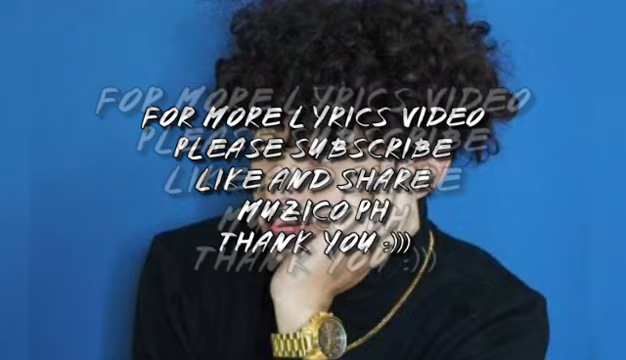 FOR MORE LYRICS VIDEO
PLEASE SUBSCRIBE
LIKE AND SHARE
MUZICO PH
THANK YOU :)))